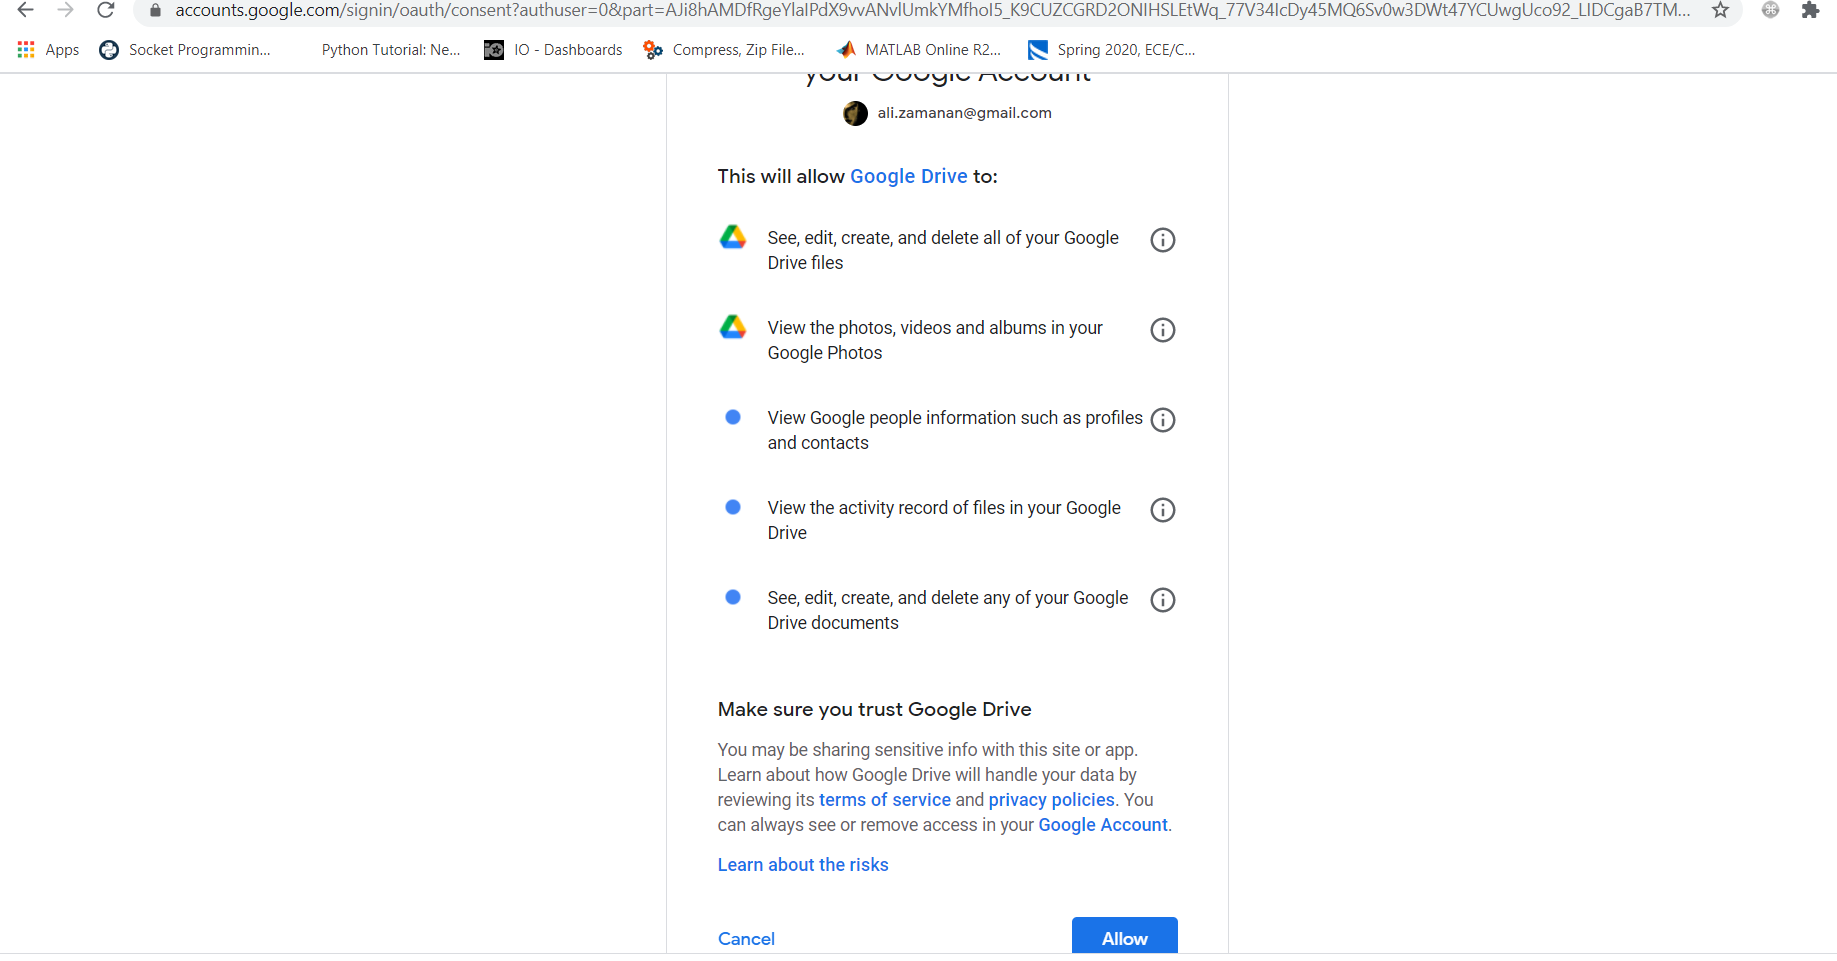 accounts.google.com/signin/oauth/consent?authuser=0&part=AJi8hAMDfRgeYlaIPdX9vvANvlUmkYMfhoI5_K9CUZCGRD2ONIHSLEtWq_77V34IcDy45MQ6Sv0w3DWt47YCUwgUco92_LIDCgaB7TM...
Apps Socket Programmin... Python Tutorial: Ne... IO - Dashboards Compress, Zip File... MATLAB Online R2... Spring 2020, ECE/C...
your Google Account
ali.zamanan@gmail.com
This will allow Google Drive to:
See, edit, create, and delete all of your Google
Drive files
View the photos, videos and albums in your
Google Photos
View Google people information such as profiles
and contacts
View the activity record of files in your Google
Drive
See, edit, create, and delete any of your Google
Drive documents
Make sure you trust Google Drive
You may be sharing sensitive info with this site or app.
Learn about how Google Drive will handle your data by
reviewing its terms of service and privacy policies. You
can always see or remove access in your Google Account.
Learn about the risks
Cancel Allow